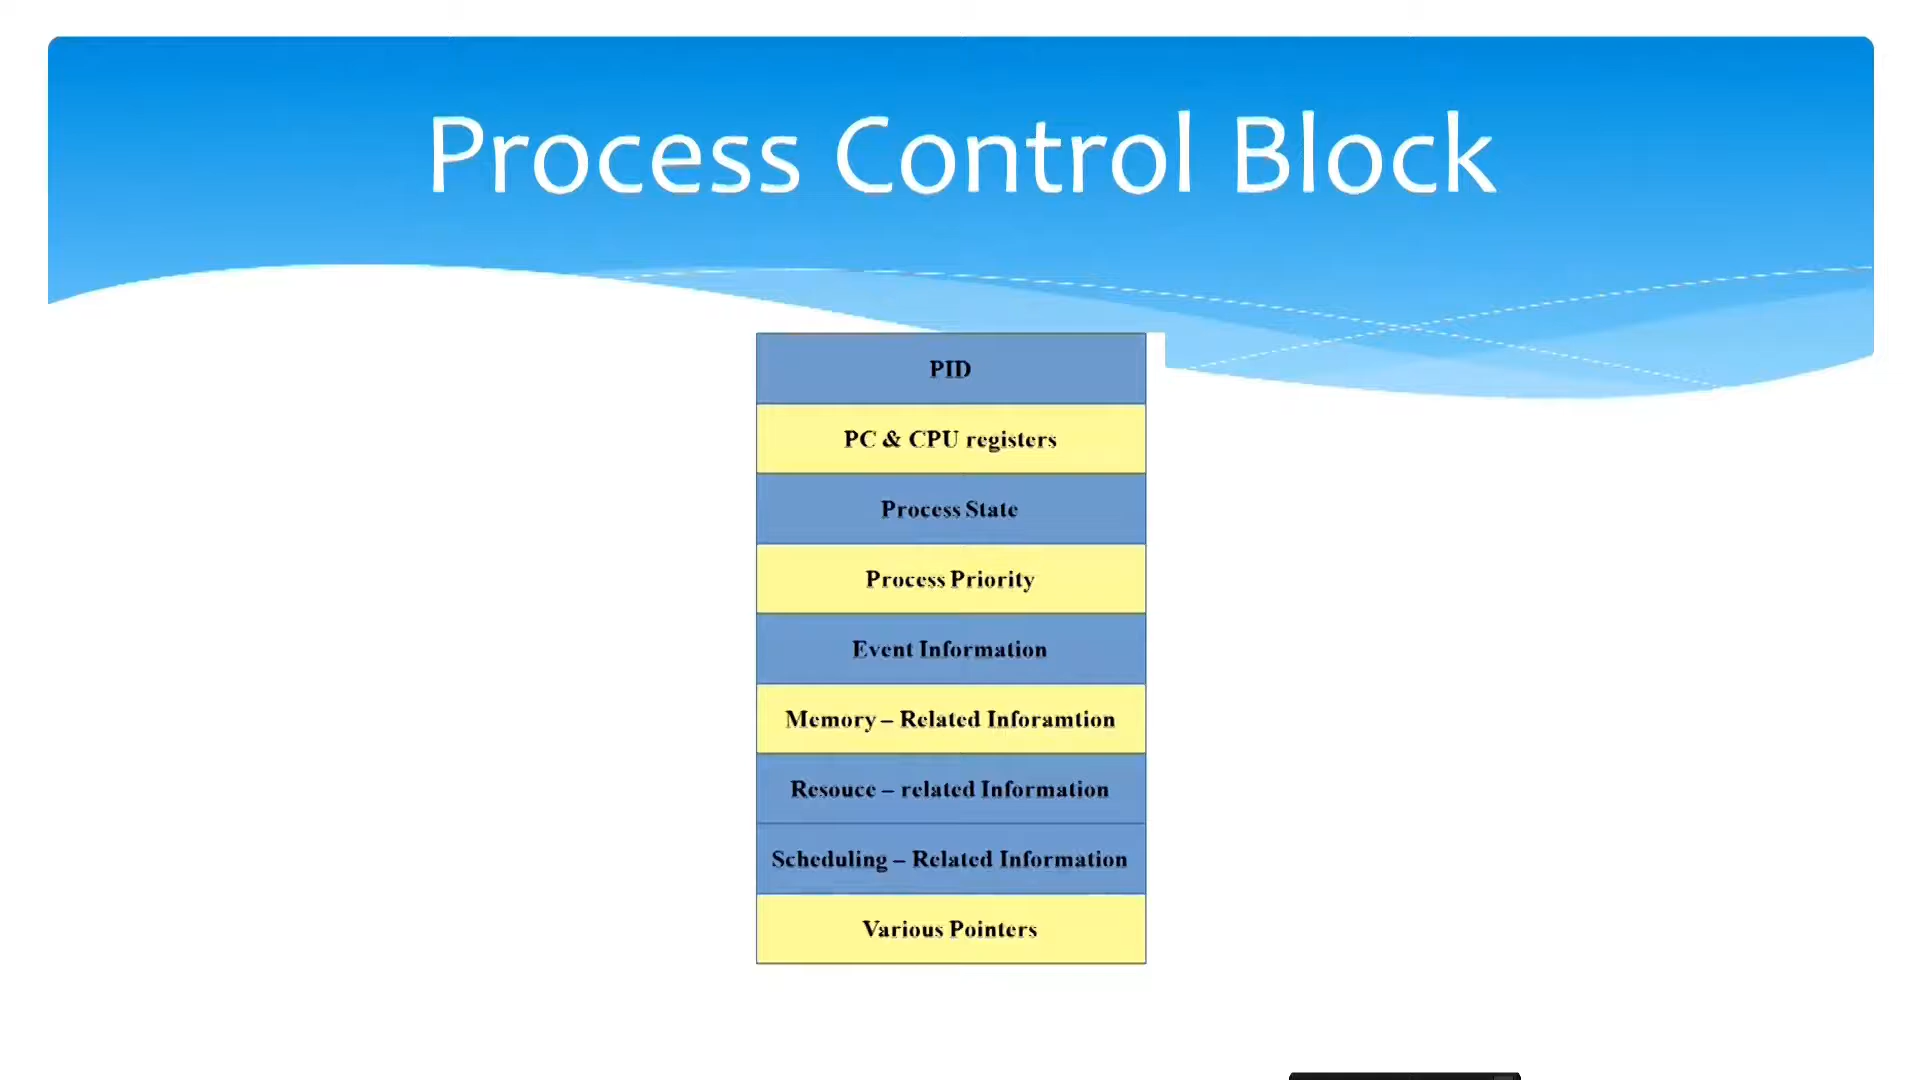 Process Control Block
PID
PC & CPU registers
Process State
Process Priority
Event Information
Memory – Related Inforamtion
Resouce – related Information
Scheduling – Related Information
Various Pointers